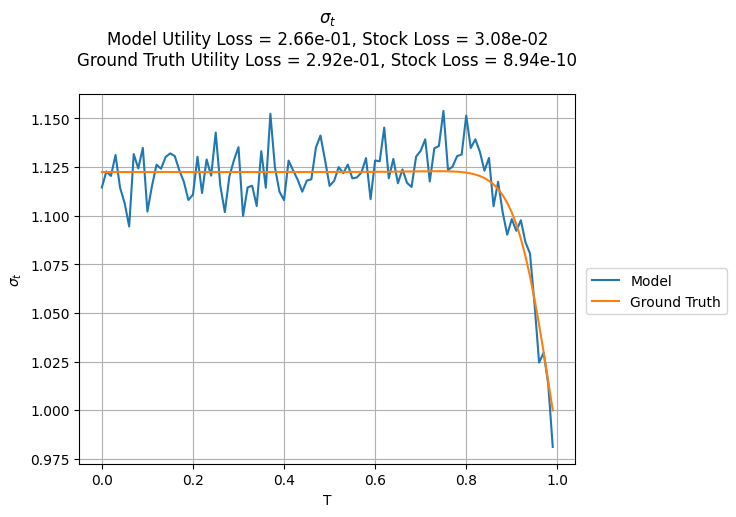 σt
Model Utility Loss = 2.66e-01, Stock Loss = 3.08e-02
Ground Truth Utility Loss = 2.92e-01, Stock Loss = 8.94e-10
1.150
1.125
1.100
1.075
1.050
1.025
1.000
0.975
σt
0.0
0.2
0.4
0.6
0.8
1.0
T
Model
Ground Truth